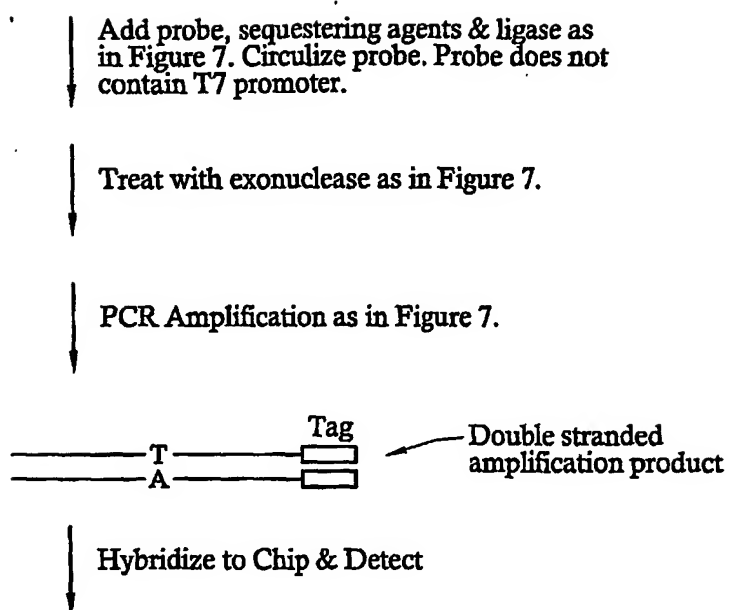 Add probe, sequestering agents & ligase as
in Figure 7. Circulize probe. Probe does not
contain T7 promoter.
Treat with exonuclease as in Figure 7.
PCR Amplification as in Figure 7.
Tag
T
A
Double stranded
amplification product
Hybridize to Chip & Detect